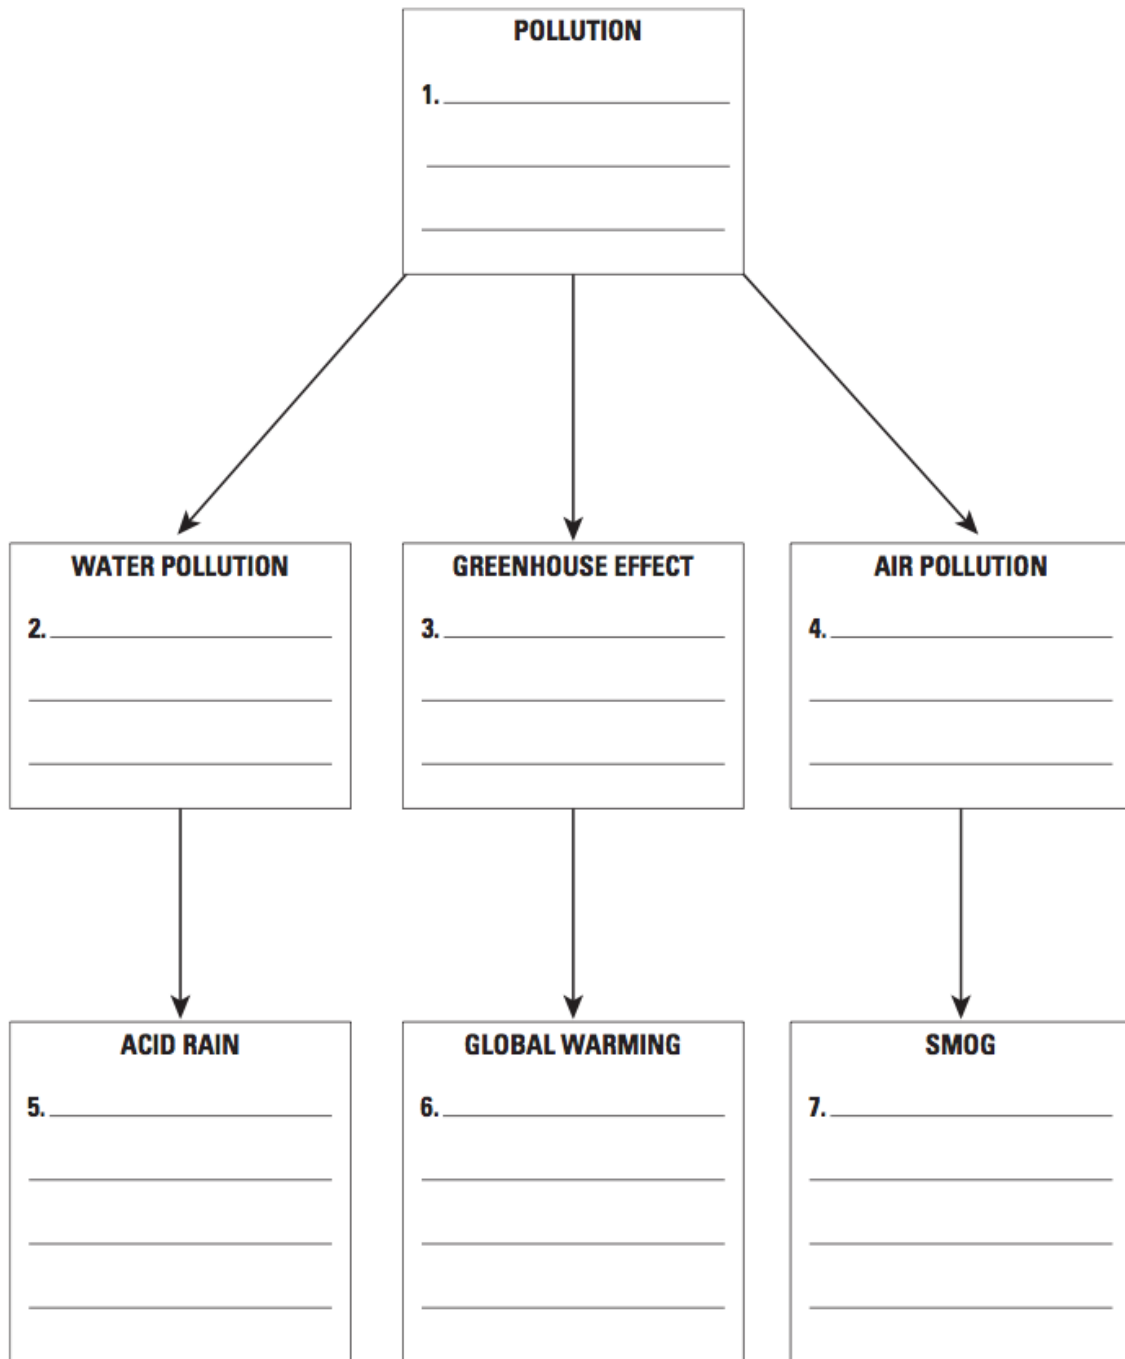 POLLUTION
1.
WATER POLLUTION
GREENHOUSE EFFECT
AIR POLLUTION
2.
3.
4.
ACID RAIN
GLOBAL WARMING
SMOG
5.
6.
7.